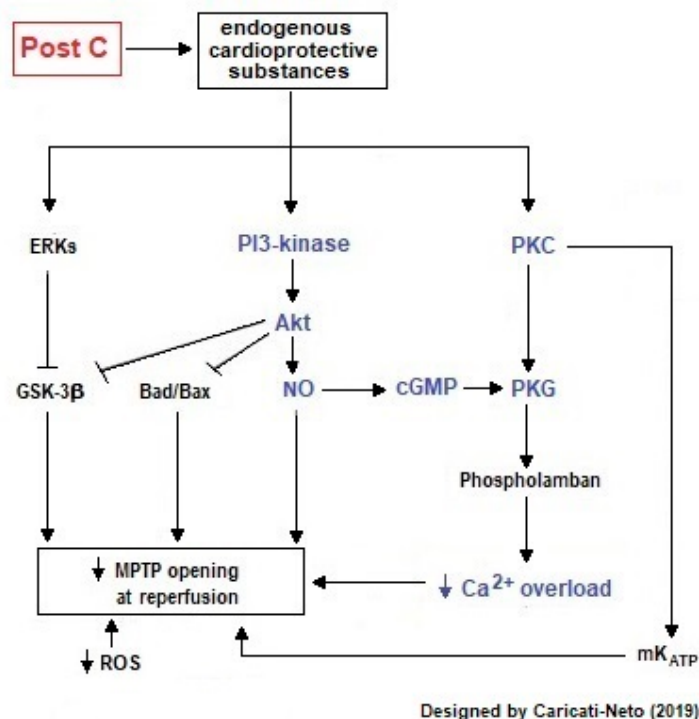 Post C
endogenous
cardioprotective
substances
ERKs
PI3-kinase
PKC
Akt
GSK-3β
Bad/Bax
NO
cGMP
PKG
Phospholamban
↓ MPTP opening
at reperfusion
↓ Ca²⁺ overload
↓ ROS
mK_ATP
Designed by Caricati-Neto (2019)